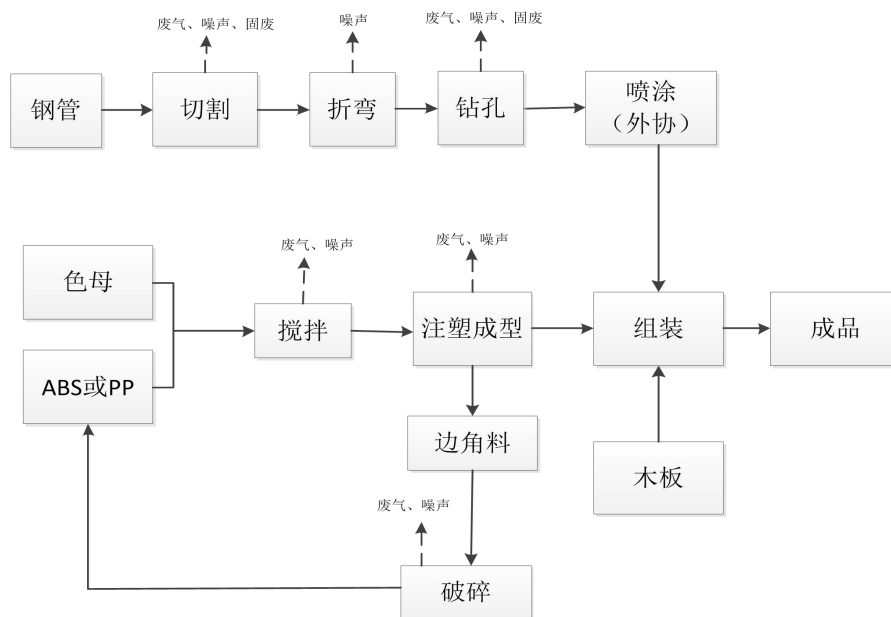 废气、噪声、固废
噪声
废气、噪声、固废
钢管
切割
折弯
钻孔
喷涂
（外协）
废气、噪声
废气、噪声
色母
搅拌
注塑成型
组装
成品
ABS或PP
边角料
木板
废气、噪声
破碎